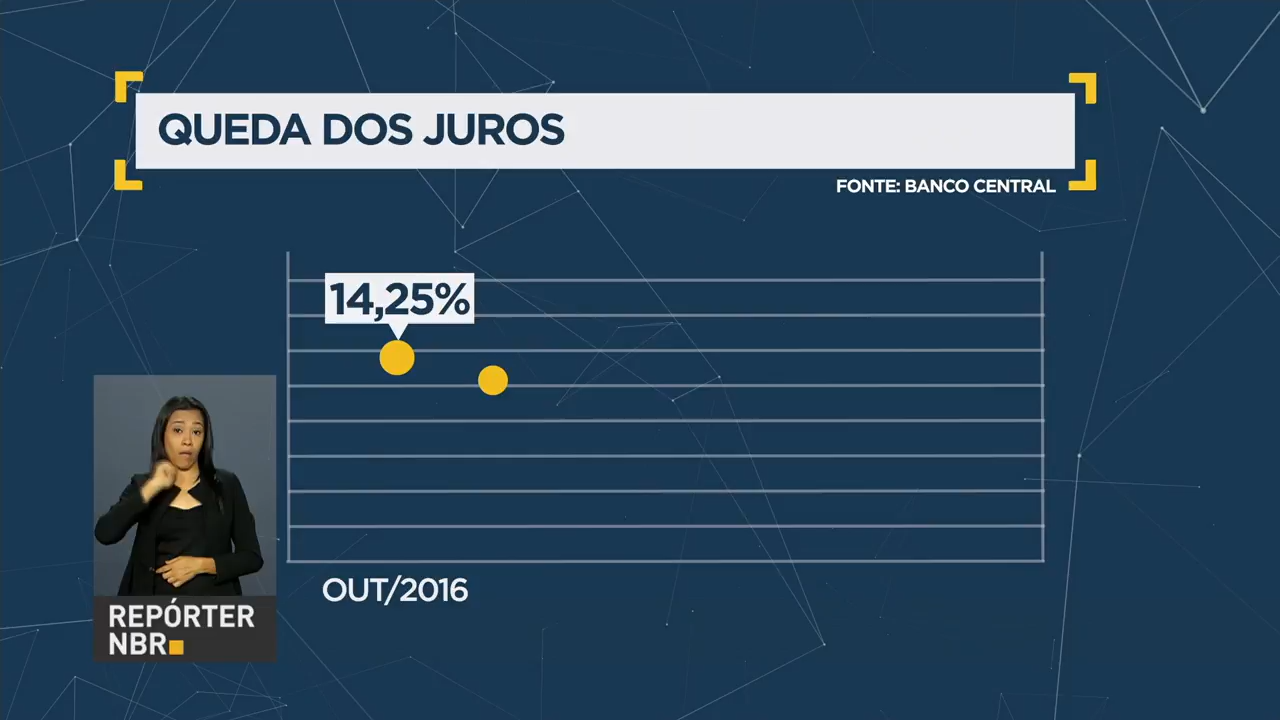 QUEDA DOS JUROS
FONTE: BANCO CENTRAL
14,25%
OUT/2016
REPÓRTER
NBR